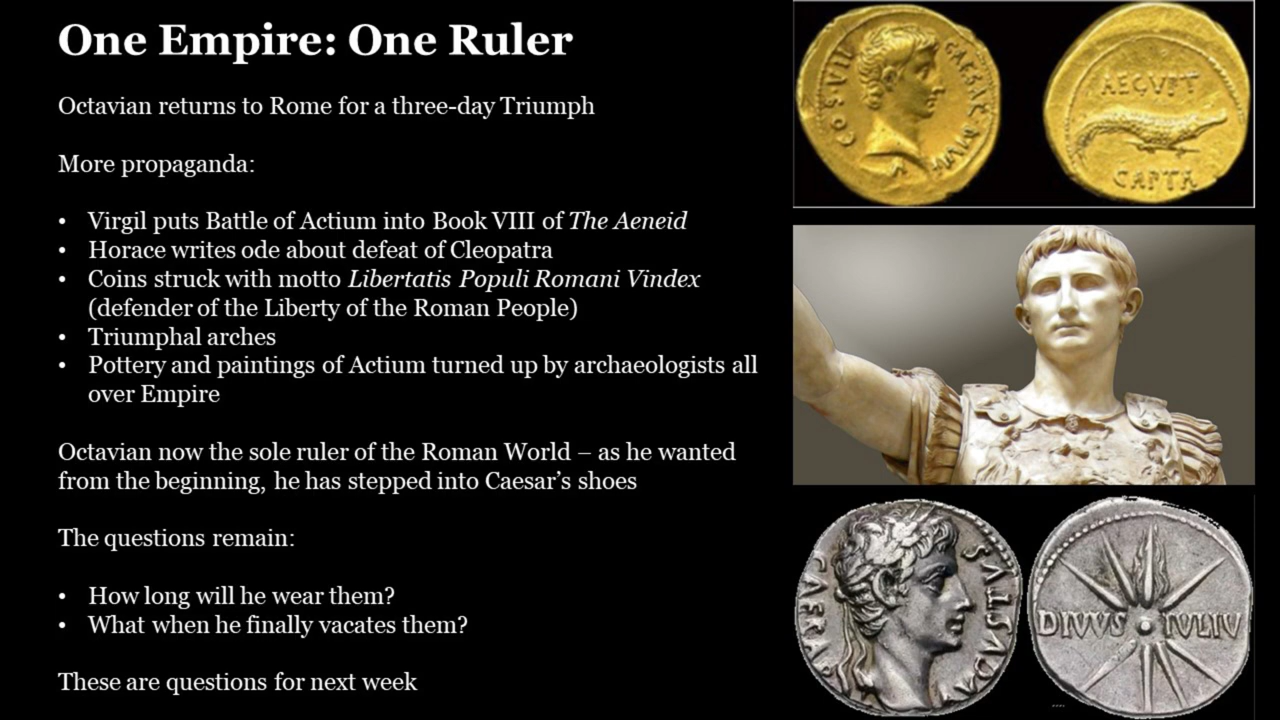 One Empire: One Ruler
Octavian returns to Rome for a three-day Triumph
More propaganda:
• Virgil puts Battle of Actium into Book VIII of The Aeneid
• Horace writes ode about defeat of Cleopatra
• Coins struck with motto Libertatis Populi Romani Vindex
(defender of the Liberty of the Roman People)
• Triumphal arches
• Pottery and paintings of Actium turned up by archaeologists all
over Empire
Octavian now the sole ruler of the Roman World – as he wanted
from the beginning, he has stepped into Caesar's shoes
The questions remain:
• How long will he wear them?
• What when he finally vacates them?
These are questions for next week
COS VII
CAESAR
AEGVPT
CAPTA
CAESAR
AVGVSTVS
DIVVS IVLIV